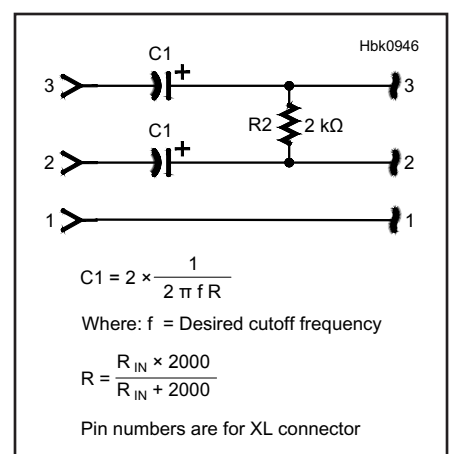 Hbk0946
C1
3 + 3
R2 2 kΩ
C1
2 + 2
1 1
C1 = 2 × 1 / 2 π f R
Where: f = Desired cutoff frequency
R = R IN × 2000 / R IN + 2000
Pin numbers are for XL connector